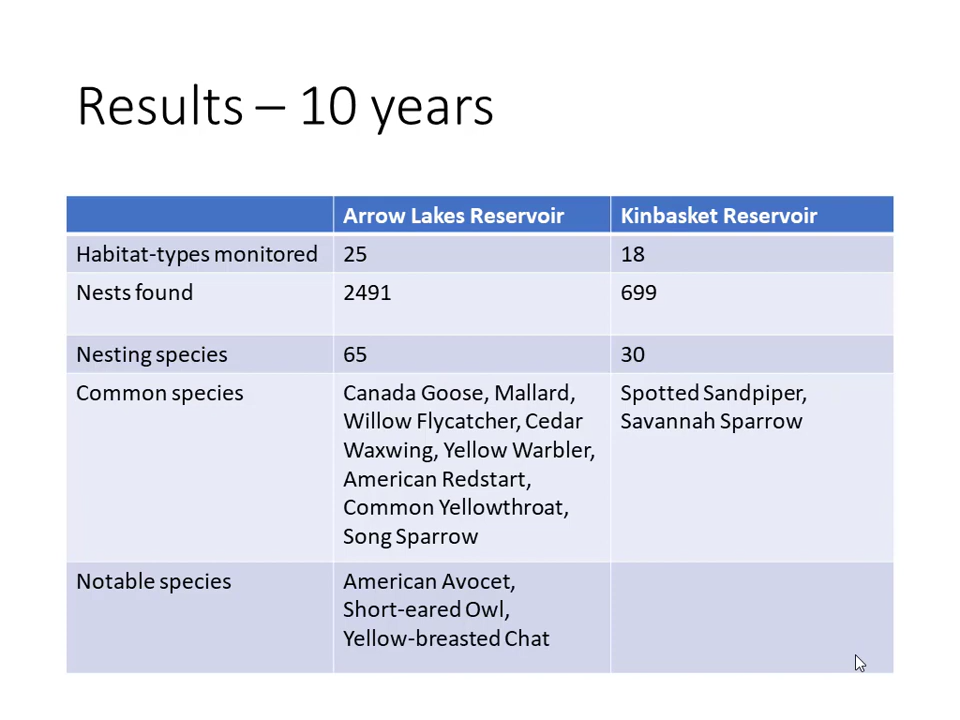 Results – 10 years
Arrow Lakes Reservoir Kinbasket Reservoir
Habitat-types monitored 25 18
Nests found 2491 699
Nesting species 65 30
Common species Canada Goose, Mallard, Spotted Sandpiper,
Willow Flycatcher, Cedar Savannah Sparrow
Waxwing, Yellow Warbler,
American Redstart,
Common Yellowthroat,
Song Sparrow
Notable species American Avocet,
Short-eared Owl,
Yellow-breasted Chat